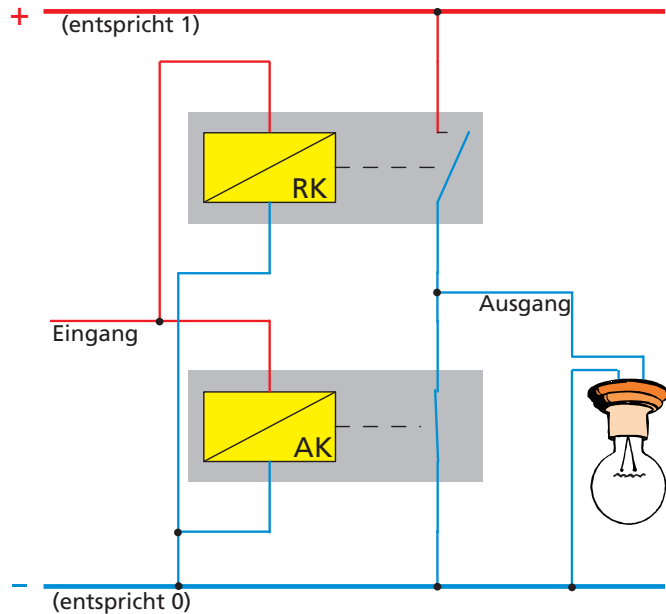 +
(entspricht 1)
RK
Ausgang
Eingang
AK
–
(entspricht 0)